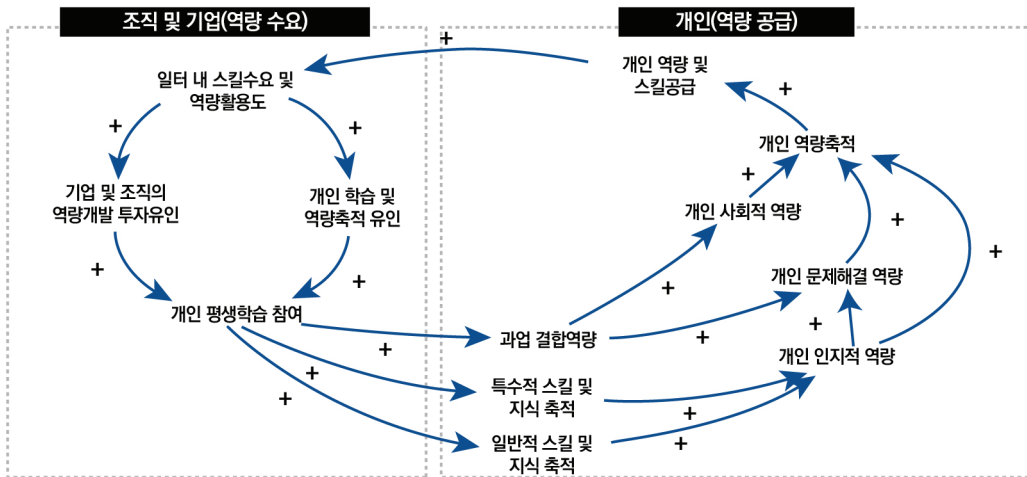 조직 및 기업(역량 수요)
개인(역량 공급)
+
일터 내 스킬수요 및
역량활용도
개인 역량 및
스킬공급
+
+
+
개인 역량축적
기업 및 조직의
역량개발 투자유인
개인 학습 및
역량축적 유인
+
개인 사회적 역량
+
+
+
+
개인 문제해결 역량
+
개인 평생학습 참여
+
+
과업 결합역량
+
개인 인지적 역량
+
+
특수적 스킬 및
지식 축적
+
+
일반적 스킬 및
지식 축적
+